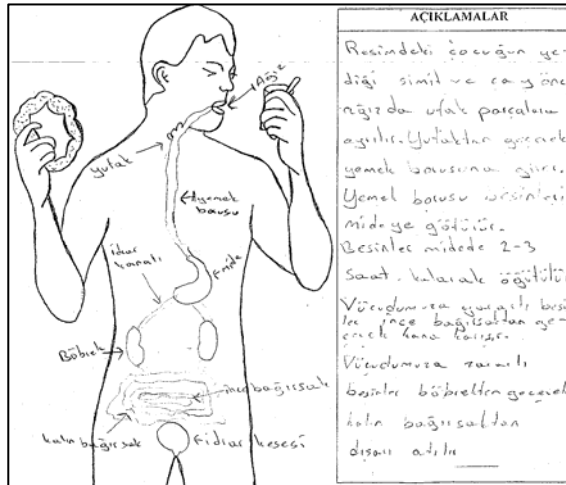 AÇIKLAMALAR
Resimdeki çocuğun ye-
diği simit ve çay önce
ağızda ufak parçalara
ayrılır. Yutaktan geçerek
yemek borusuna girer.
Yemek borusu besinleri
mideye götürür.
Besinler midede 2-3
saat kalarak öğütülür
Vücudumuza yararlı besin
ler ince bağırsaktan ge-
çerek kana karışır.
Vücudumuza zararlı
besinler böbrekten geçerek
kalın bağırsaktan
dışarı atılır
Ağız
yutak
yemek
borusu
idrar
kanalı
mide
Böbrek
ince bağırsak
kalın bağırsak
idrar kesesi